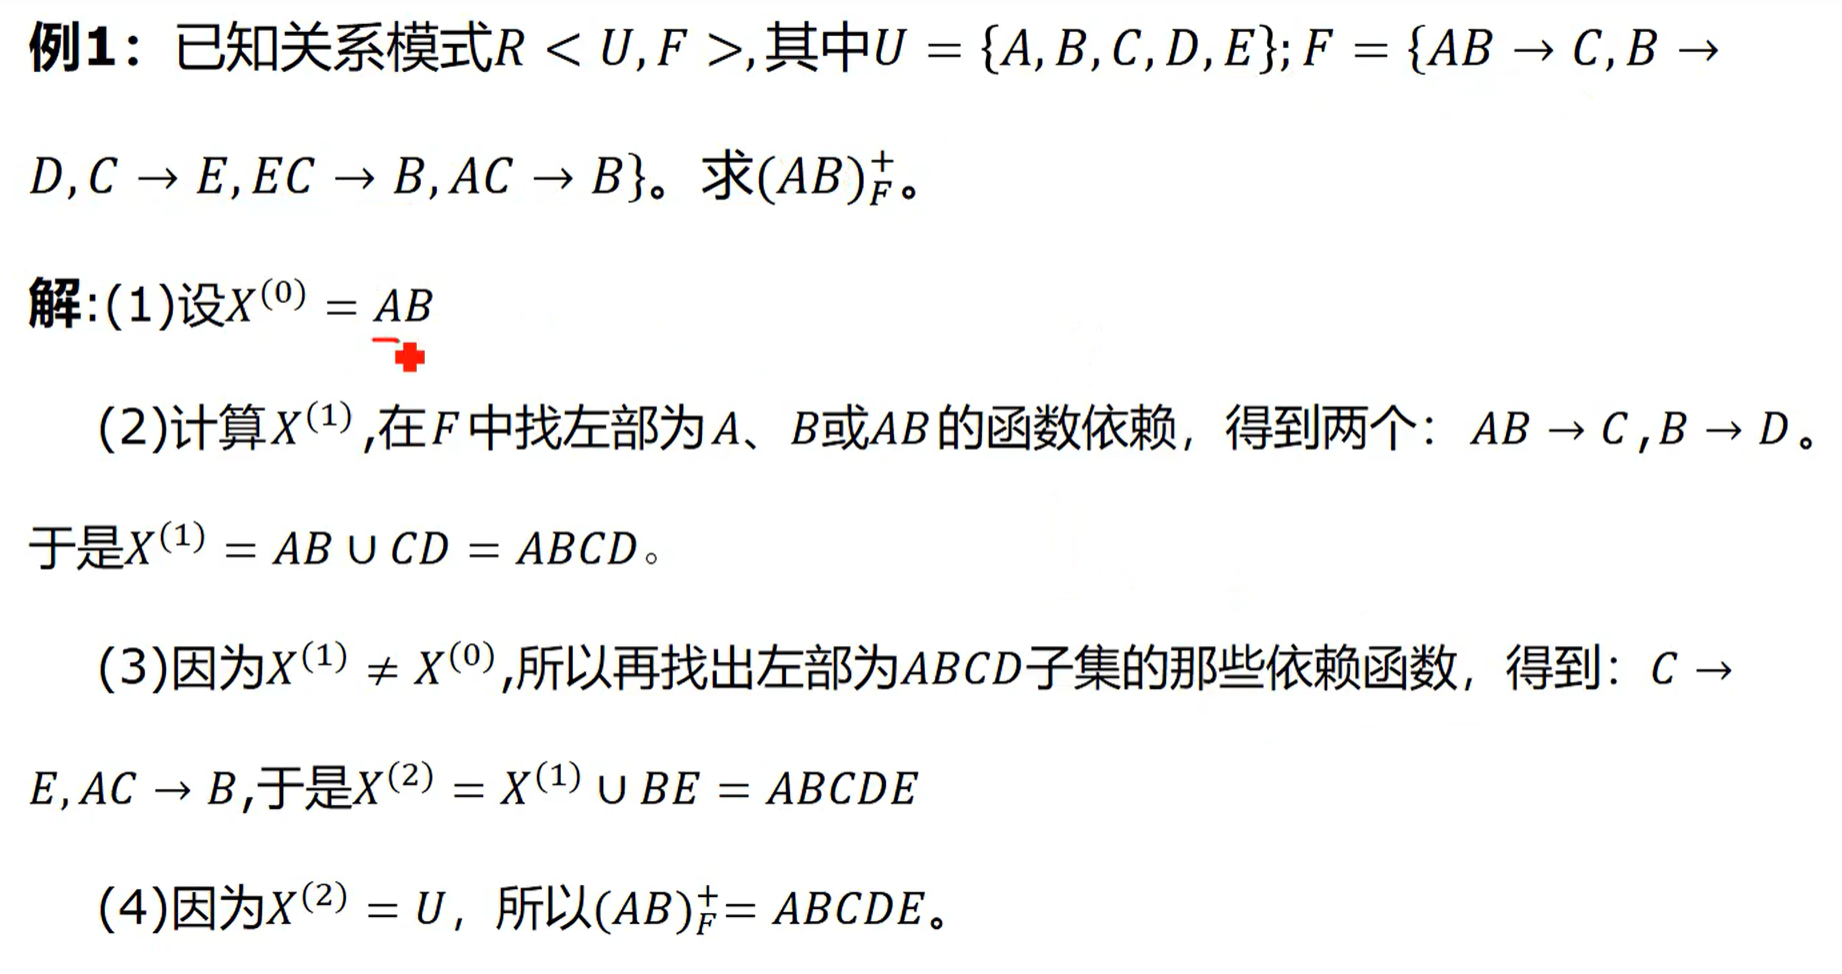 例1：已知关系模式R < U, F >,其中U = {A, B, C, D, E}; F = {AB → C, B →
D, C → E, EC → B, AC → B}。求(AB)⁺_F。
解:(1)设X⁽⁰⁾ = AB
(2)计算X⁽¹⁾,在F中找左部为A、B或AB的函数依赖，得到两个：AB → C,B → D。
于是X⁽¹⁾ = AB ∪ CD = ABCD。
(3)因为X⁽¹⁾ ≠ X⁽⁰⁾,所以再找出左部为ABCD子集的那些依赖函数，得到：C →
E, AC → B,于是X⁽²⁾ = X⁽¹⁾ ∪ BE = ABCDE
(4)因为X⁽²⁾ = U，所以(AB)⁺_F = ABCDE。